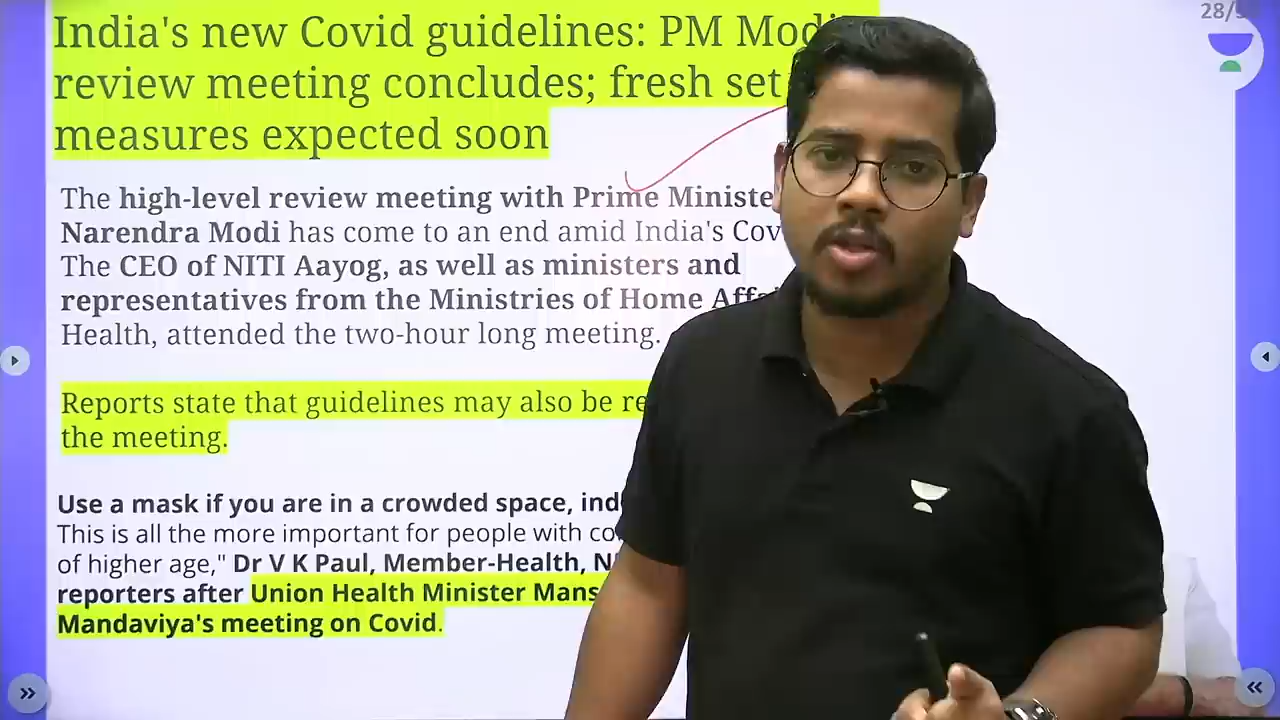 28/
India's new Covid guidelines: PM Modi
review meeting concludes; fresh set
measures expected soon
The high-level review meeting with Prime Ministe
Narendra Modi has come to an end amid India's Cov
The CEO of NITI Aayog, as well as ministers and
representatives from the Ministries of Home Affa
Health, attended the two-hour long meeting.
Reports state that guidelines may also be re
the meeting.
Use a mask if you are in a crowded space, ind
This is all the more important for people with co
of higher age," Dr V K Paul, Member-Health, N
reporters after Union Health Minister Mans
Mandaviya's meeting on Covid.